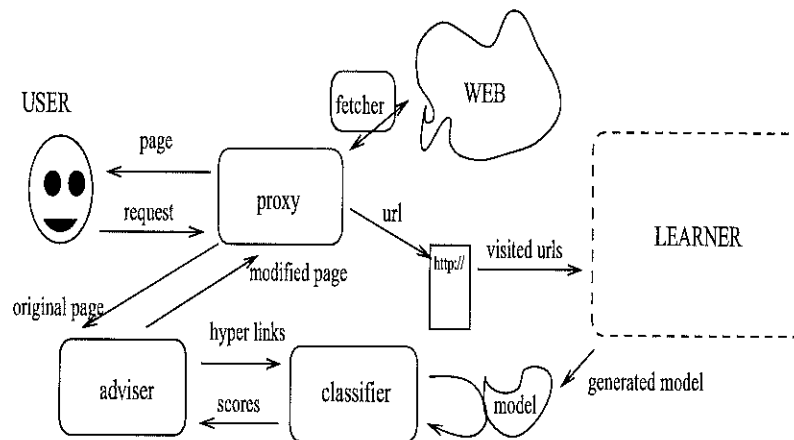 WEB
fetcher
USER
page
proxy
request
url
LEARNER
http://
visited urls
modified page
original page
hyper links
adviser
classifier
scores
model
generated model